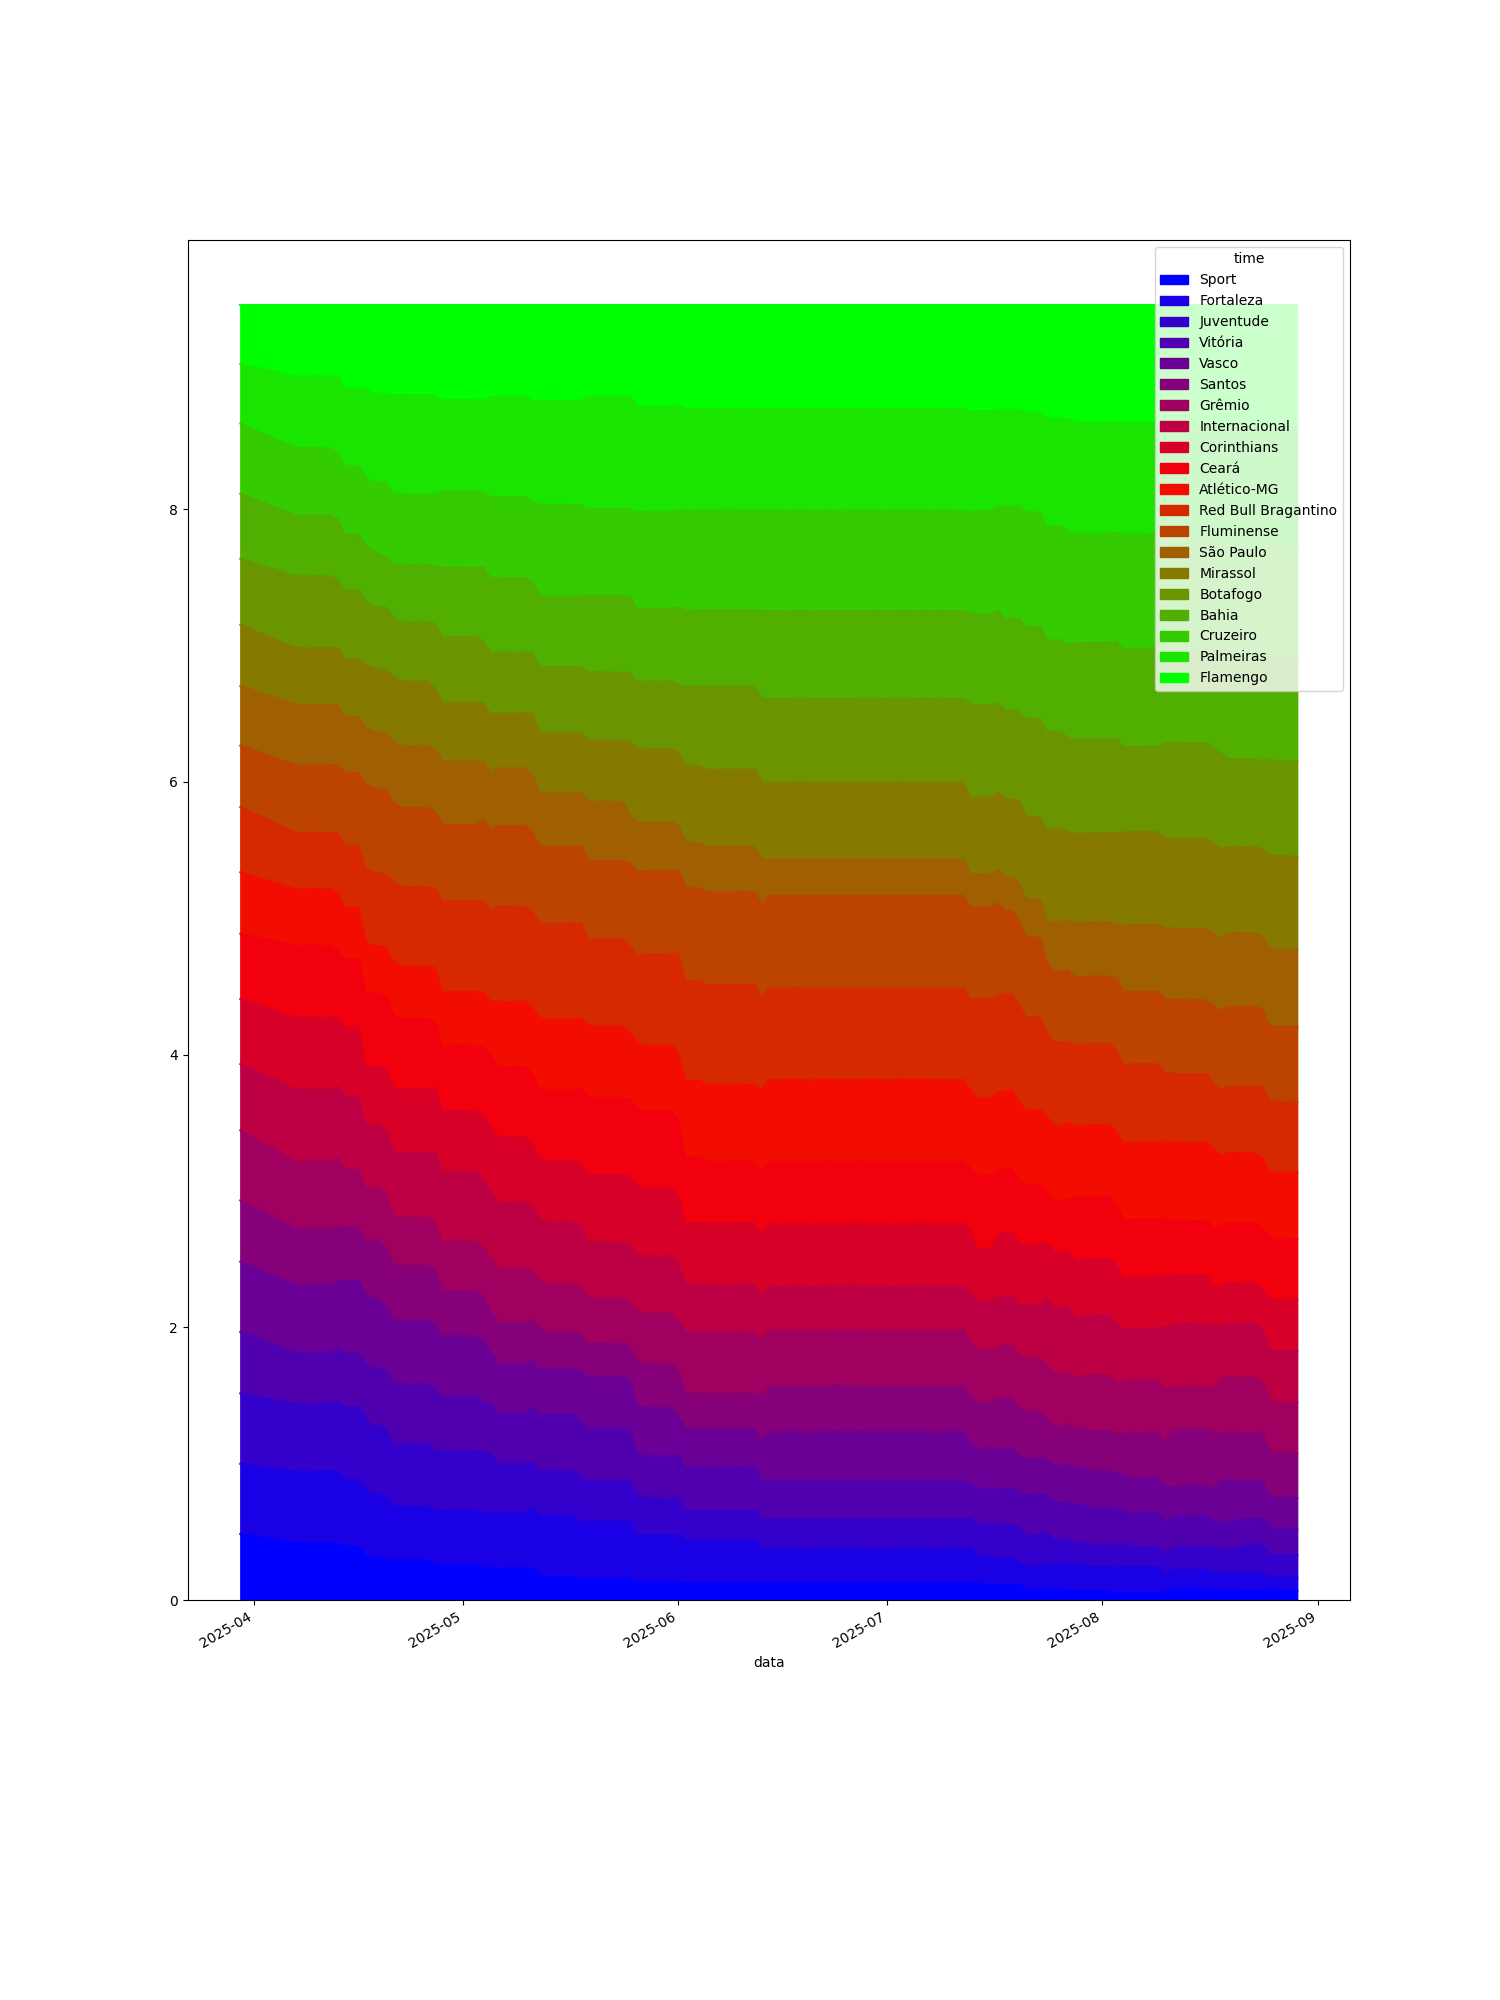 time
Sport
Fortaleza
Juventude
Vitória
Vasco
Santos
Grêmio
Internacional
Corinthians
Ceará
Atlético-MG
Red Bull Bragantino
Fluminense
São Paulo
Mirassol
Botafogo
Bahia
Cruzeiro
Palmeiras
Flamengo
8
6
4
2
0
2025-04
2025-05
2025-06
2025-07
2025-08
2025-09
data